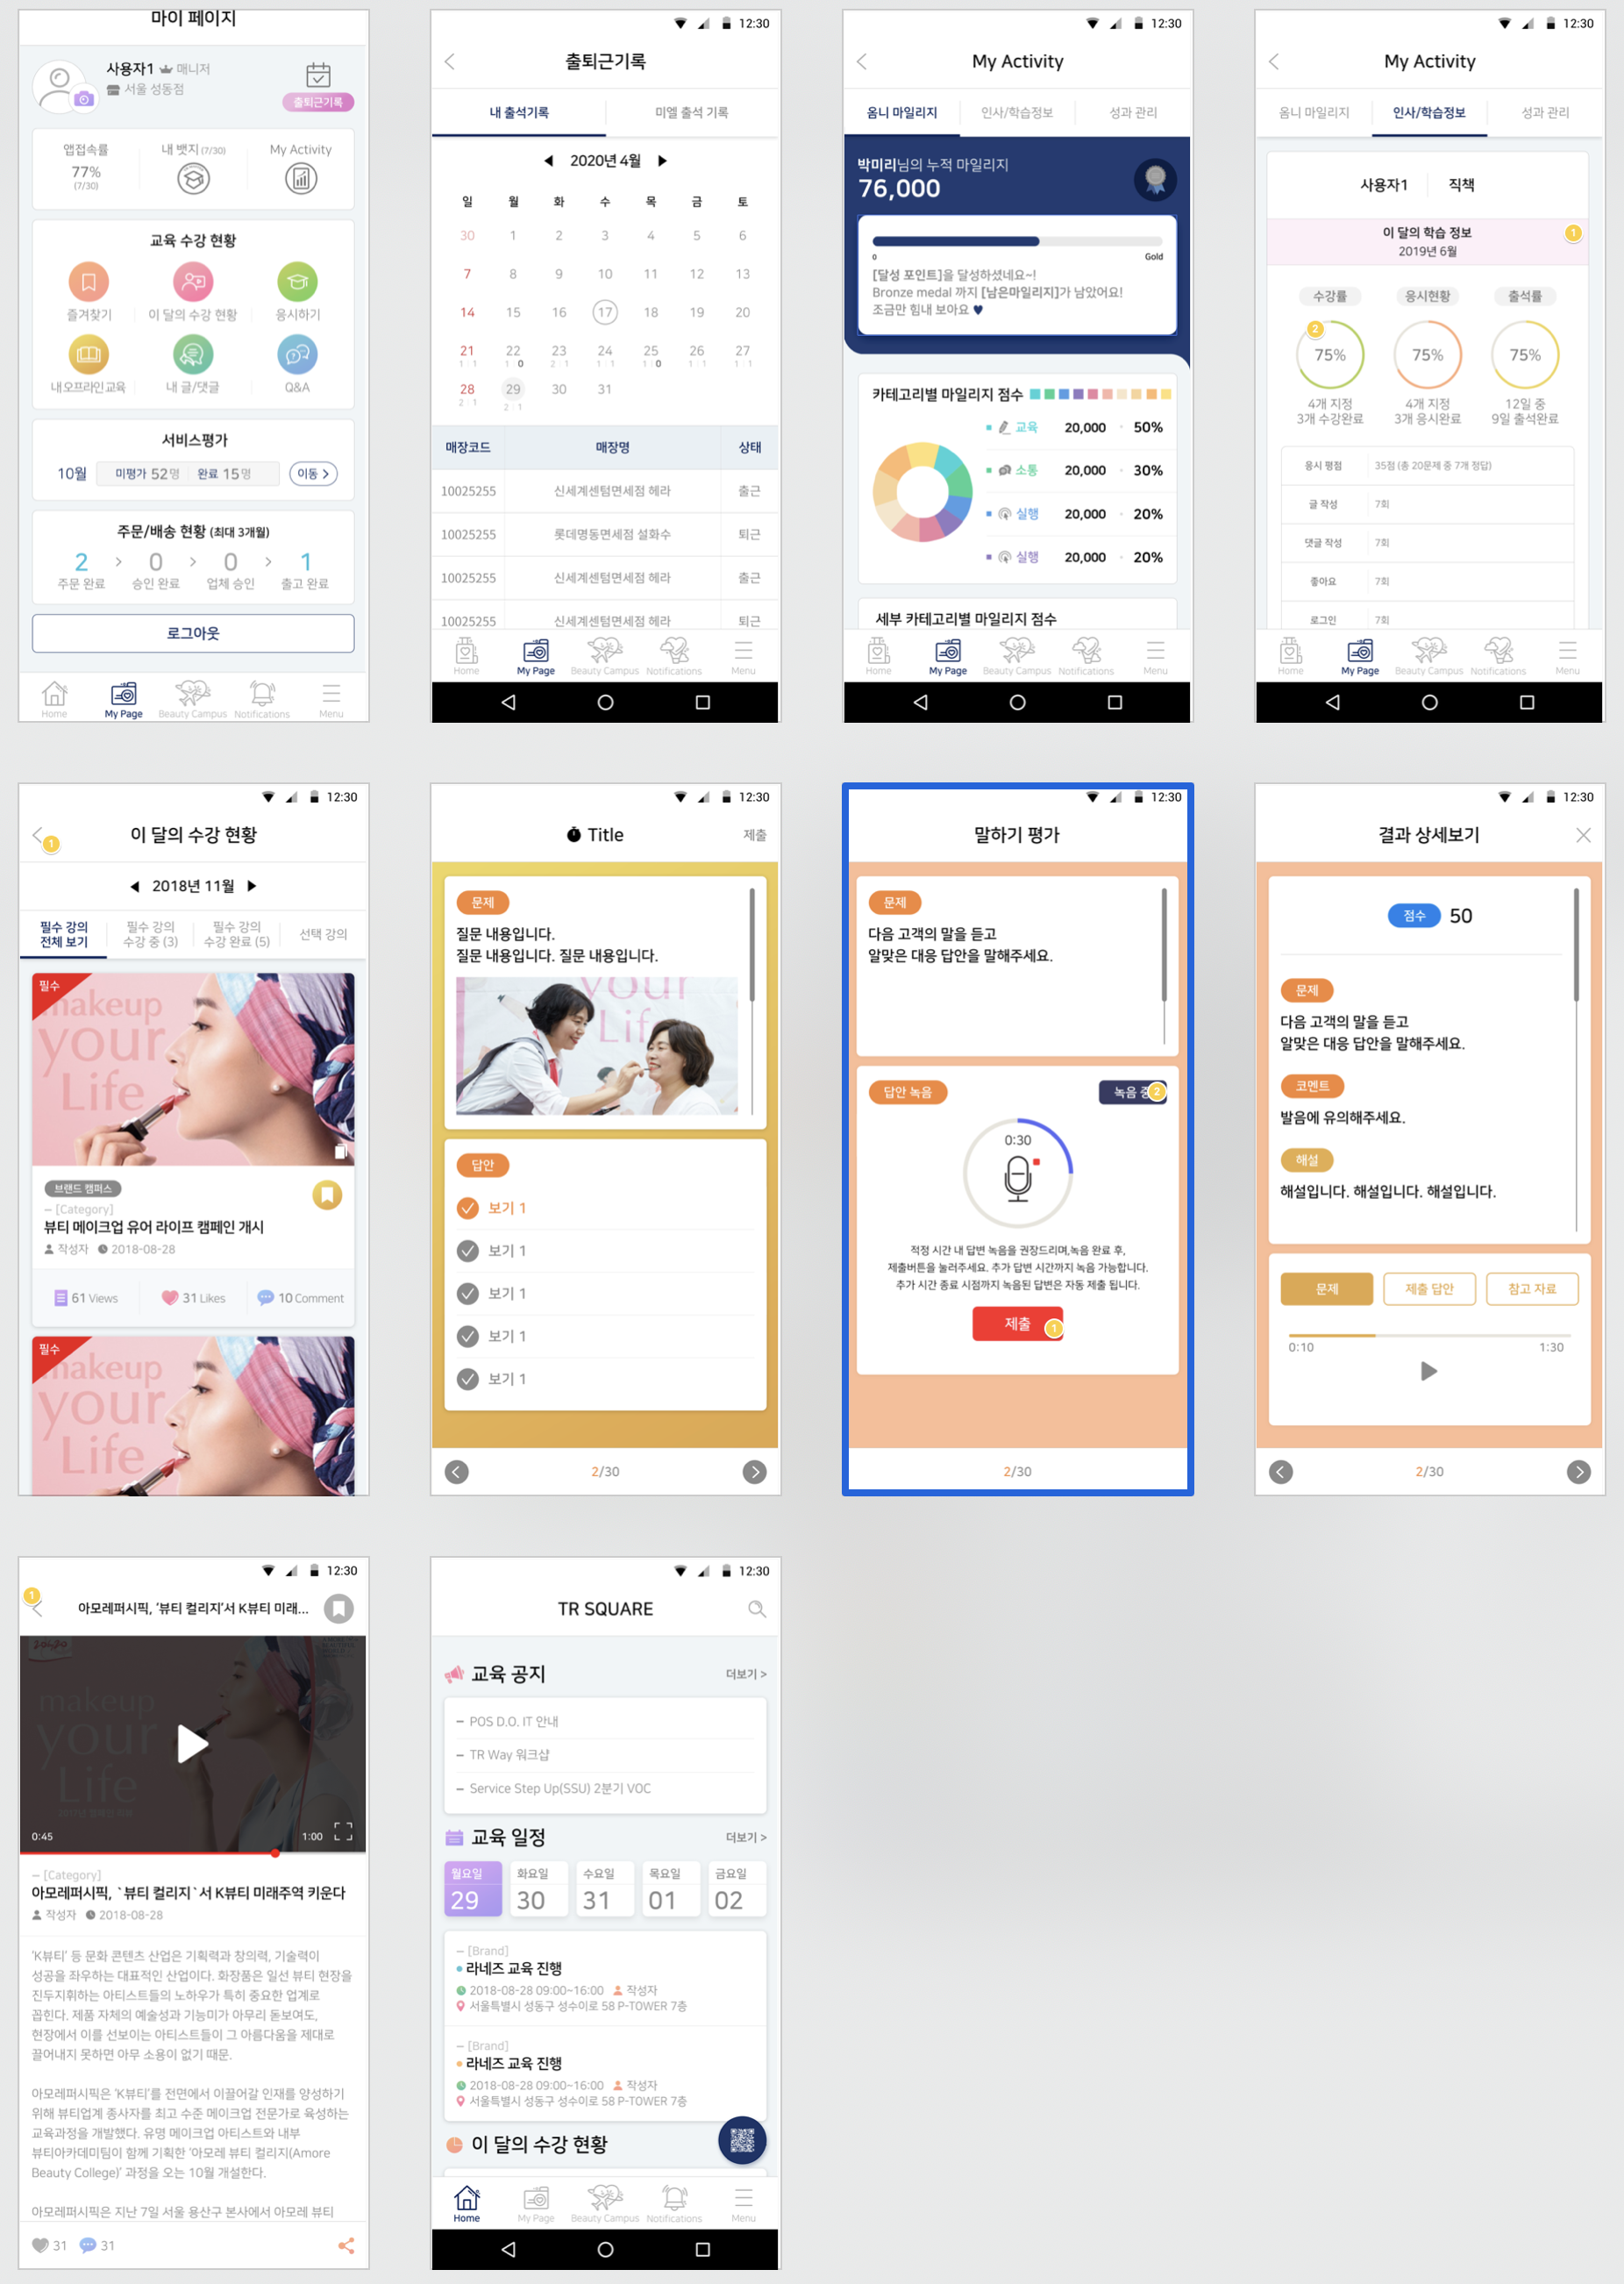 마이 페이지
사용자1 매니저
서울 성동점
출퇴근기록
앱접속률
77%
(7/30)
내 뱃지 (7/30)
My Activity
교육 수강 현황
즐겨찾기
이 달의 수강 현황
응시하기
내 오프라인 교육
내 글/댓글
Q&A
서비스평가
10월 미평가 52명 완료 15명 이동 >
주문/배송 현황 (최대 3개월)
2 > 0 > 0 > 1
주문 완료 승인 완료 업체 승인 출고 완료
로그아웃
Home My Page Beauty Campus Notifications Menu
12:30
출퇴근기록
내 출석기록 미엘 출석 기록
2020년 4월
일 월 화 수 목 금 토
30 1 2 3 4 5 6
7 8 9 10 11 12 13
14 15 16 17 18 19 20
21 22 23 24 25 26 27
1 1 1 0 2 1 1 1 1 0 1 1 1 1
28 29 30 31
2 1 2 1
매장코드 매장명 상태
10025255 신세계센텀면세점 헤라 출근
10025255 롯데명동면세점 설화수 퇴근
10025255 신세계센텀면세점 헤라 출근
10025255 신세계센텀면세점 헤라 퇴근
Home My Page Beauty Campus Notifications Menu
12:30
My Activity
옴니 마일리지 인사/학습정보 성과 관리
박미리님의 누적 마일리지
76,000
0 Gold
[달성 포인트]을 달성하셨네요~!
Bronze medal 까지 [남은마일리지]가 남았어요!
조금만 힘내 보아요 ♥
카테고리별 마일리지 점수
교육 20,000 50%
소통 20,000 30%
실행 20,000 20%
실행 20,000 20%
세부 카테고리별 마일리지 점수
Home My Page Beauty Campus Notifications Menu
12:30
My Activity
옴니 마일리지 인사/학습정보 성과 관리
사용자1 직책
이 달의 학습 정보 1
2019년 6월
수강률 응시현황 출석률
2
75% 75% 75%
4개 지정 4개 지정 12일 중
3개 수강완료 3개 응시완료 9일 출석완료
응시 평점 35점 (총 20문제 중 7개 정답)
글 작성 7회
댓글 작성 7회
좋아요 7회
로그인 7회
Home My Page Beauty Campus Notifications Menu
12:30
이 달의 수강 현황
1
2018년 11월
필수 강의 전체 보기
필수 강의 수강 중 (3)
필수 강의 수강 완료 (5)
선택 강의
필수
makeup
your
Life
브랜드 캠퍼스
– [Category]
뷰티 메이크업 유어 라이프 캠페인 개시
작성자 2018-08-28
61 Views 31 Likes 10 Comment
필수
makeup
your
Life
12:30
Title 제출
문제
질문 내용입니다.
질문 내용입니다. 질문 내용입니다.
your
Lif
답안
보기 1
보기 1
보기 1
보기 1
보기 1
2/30
12:30
말하기 평가
문제
다음 고객의 말을 듣고
알맞은 대응 답안을 말해주세요.
답안 녹음 녹음 중 2
0:30
적정 시간 내 답변 녹음을 권장드리며,녹음 완료 후,
제출버튼을 눌러주세요. 추가 답변 시간까지 녹음 가능합니다.
추가 시간 종료 시점까지 녹음된 답변은 자동 제출 됩니다.
제출 1
2/30
12:30
결과 상세보기
점수 50
문제
다음 고객의 말을 듣고
알맞은 대응 답안을 말해주세요.
코멘트
발음에 유의해주세요.
해설
해설입니다. 해설입니다. 해설입니다.
문제 제출 답안 참고 자료
0:10 1:30
2/30
12:30
1
아모레퍼시픽, '뷰티 컬리지'서 K뷰티 미래...
makeup
your
Life
0:45 1:00
– [Category]
아모레퍼시픽, `뷰티 컬리지`서 K뷰티 미래주역 키운다
작성자 2018-08-28
'K뷰티' 등 문화 콘텐츠 산업은 기획력과 창의력, 기술력이
성공을 좌우하는 대표적인 산업이다. 화장품은 일선 뷰티 현장을
진두지휘하는 아티스트들의 노하우가 특히 중요한 업계로
꼽힌다. 제품 자체의 예술성과 기능미가 아무리 돋보여도,
현장에서 이를 선보이는 아티스트들이 그 아름다움을 제대로
끌어내지 못하면 아무 소용이 없기 때문.
아모레퍼시픽은 'K뷰티'를 전면에서 이끌어갈 인재를 양성하기
위해 뷰티업계 종사자를 최고 수준 메이크업 전문가로 육성하는
교육과정을 개발했다. 유명 메이크업 아티스트와 내부
뷰티아카데미팀이 함께 기획한 '아모레 뷰티 컬리지(Amore
Beauty College)' 과정을 오는 10월 개설한다.
아모레퍼시픽은 지난 7일 서울 용산구 본사에서 아모레 뷰티
31 31
12:30
TR SQUARE
교육 공지 더보기 >
– POS D.O. IT 안내
– TR Way 워크샵
– Service Step Up(SSU) 2분기 VOC
교육 일정 더보기 >
월요일 화요일 수요일 목요일 금요일
29 30 31 01 02
– [Brand]
라네즈 교육 진행
2018-08-28 09:00~16:00 작성자
서울특별시 성동구 성수이로 58 P-TOWER 7층
– [Brand]
라네즈 교육 진행
2018-08-28 09:00~16:00 작성자
서울특별시 성동구 성수이로 58 P-TOWER 7층
이 달의 수강 현황
Home My Page Beauty Campus Notifications Menu